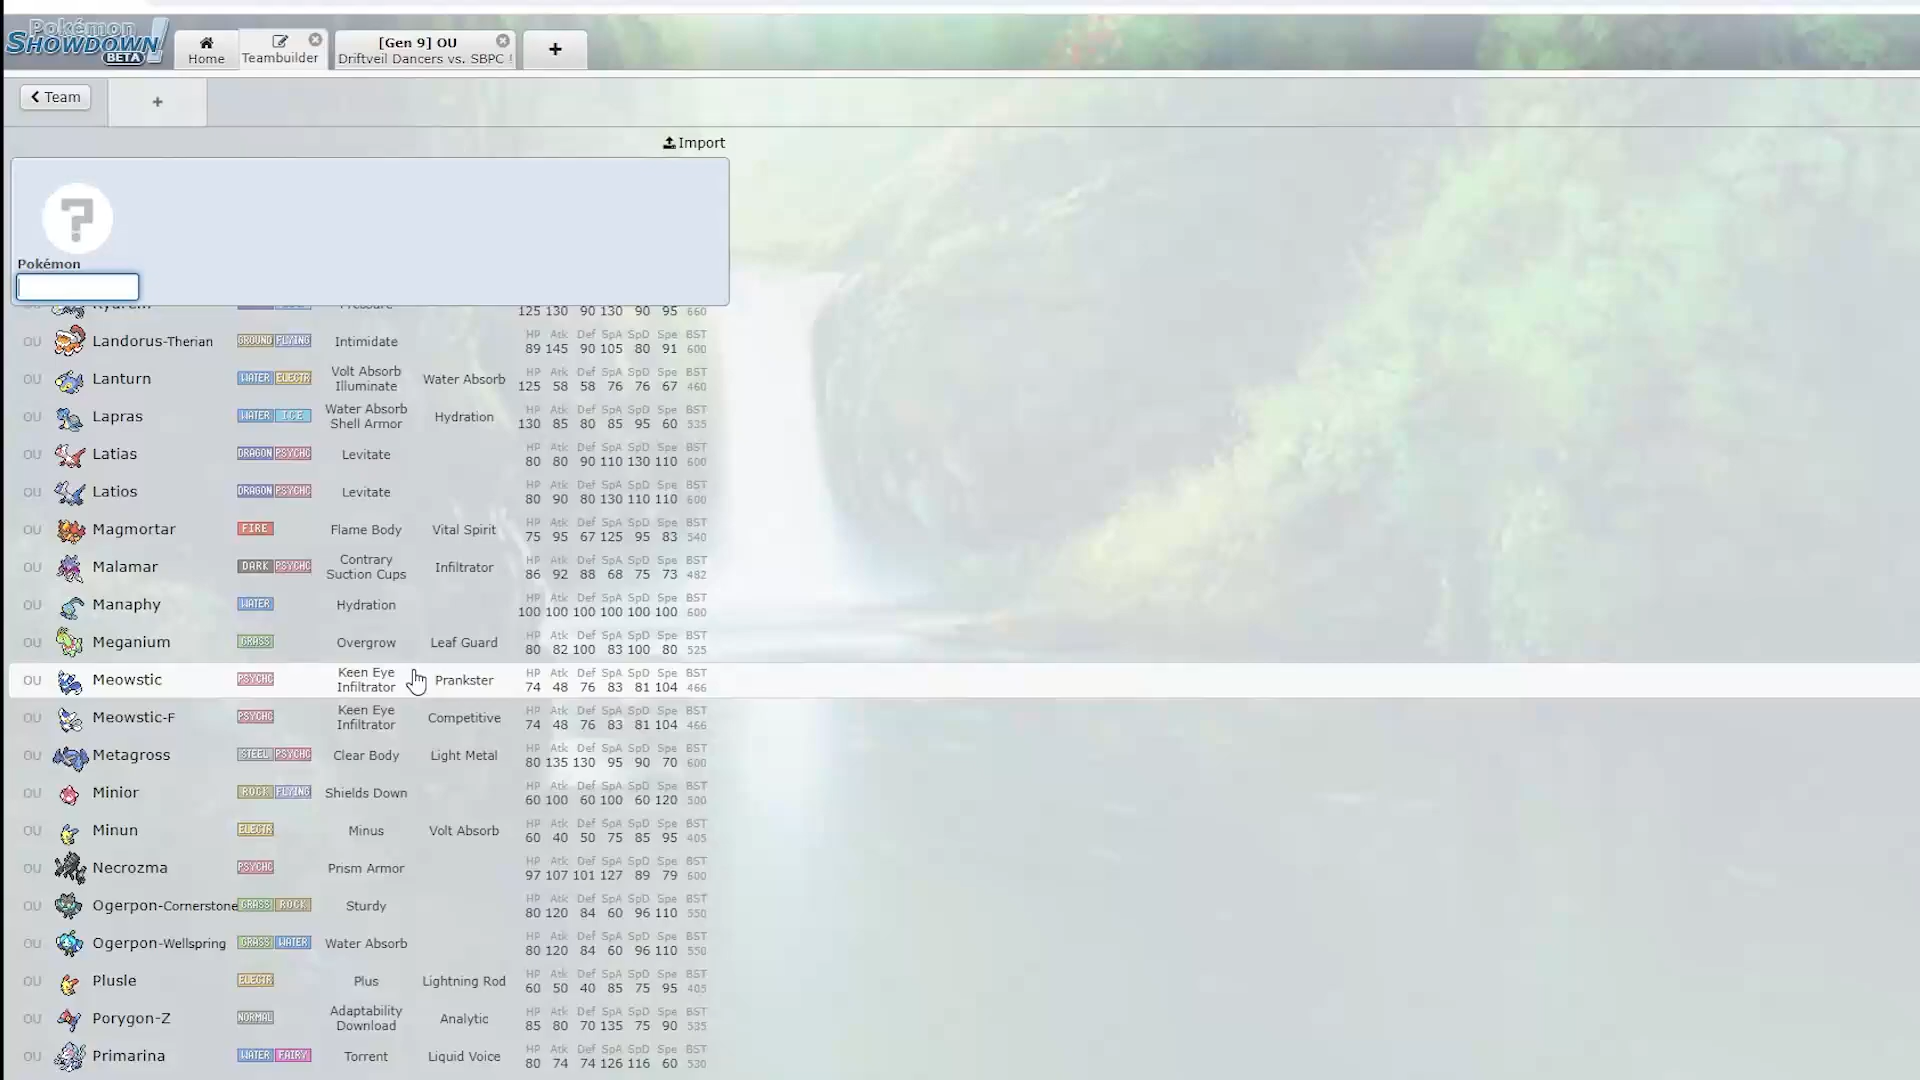 Pokémon
SHOWDOWN!
BETA
Home
Teambuilder
[Gen 9] OU
Driftveil Dancers vs. SBPC !
+
Team
+
Import
?
Pokémon
125 130 90 130 90 95 660
OU Landorus-Therian GROUND FLYING Intimidate HP 89 Atk 145 Def 90 SpA 105 SpD 80 Spe 91 BST 600
OU Lanturn WATER ELECTR Volt Absorb Illuminate Water Absorb HP 125 Atk 58 Def 58 SpA 76 SpD 76 Spe 67 BST 460
OU Lapras WATER ICE Water Absorb Shell Armor Hydration HP 130 Atk 85 Def 80 SpA 85 SpD 95 Spe 60 BST 535
OU Latias DRAGON PSYCHC Levitate HP 80 Atk 80 Def 90 SpA 110 SpD 130 Spe 110 BST 600
OU Latios DRAGON PSYCHC Levitate HP 80 Atk 90 Def 80 SpA 130 SpD 110 Spe 110 BST 600
OU Magmortar FIRE Flame Body Vital Spirit HP 75 Atk 95 Def 67 SpA 125 SpD 95 Spe 83 BST 540
OU Malamar DARK PSYCHC Contrary Suction Cups Infiltrator HP 86 Atk 92 Def 88 SpA 68 SpD 75 Spe 73 BST 482
OU Manaphy WATER Hydration HP 100 Atk 100 Def 100 SpA 100 SpD 100 Spe 100 BST 600
OU Meganium GRASS Overgrow Leaf Guard HP 80 Atk 82 Def 100 SpA 83 SpD 100 Spe 80 BST 525
OU Meowstic PSYCHC Keen Eye Infiltrator Prankster HP 74 Atk 48 Def 76 SpA 83 SpD 81 Spe 104 BST 466
OU Meowstic-F PSYCHC Keen Eye Infiltrator Competitive HP 74 Atk 48 Def 76 SpA 83 SpD 81 Spe 104 BST 466
OU Metagross STEEL PSYCHC Clear Body Light Metal HP 80 Atk 135 Def 130 SpA 95 SpD 90 Spe 70 BST 600
OU Minior ROCK FLYING Shields Down HP 60 Atk 100 Def 60 SpA 100 SpD 60 Spe 120 BST 500
OU Minun ELECTR Minus Volt Absorb HP 60 Atk 40 Def 50 SpA 75 SpD 85 Spe 95 BST 405
OU Necrozma PSYCHC Prism Armor HP 97 Atk 107 Def 101 SpA 127 SpD 89 Spe 79 BST 600
OU Ogerpon-Cornerstone GRASS ROCK Sturdy HP 80 Atk 120 Def 84 SpA 60 SpD 96 Spe 110 BST 550
OU Ogerpon-Wellspring GRASS WATER Water Absorb HP 80 Atk 120 Def 84 SpA 60 SpD 96 Spe 110 BST 550
OU Plusle ELECTR Plus Lightning Rod HP 60 Atk 50 Def 40 SpA 85 SpD 75 Spe 95 BST 405
OU Porygon-Z NORMAL Adaptability Download Analytic HP 85 Atk 80 Def 70 SpA 135 SpD 75 Spe 90 BST 535
OU Primarina WATER FAIRY Torrent Liquid Voice HP 80 Atk 74 Def 74 SpA 126 SpD 116 Spe 60 BST 530